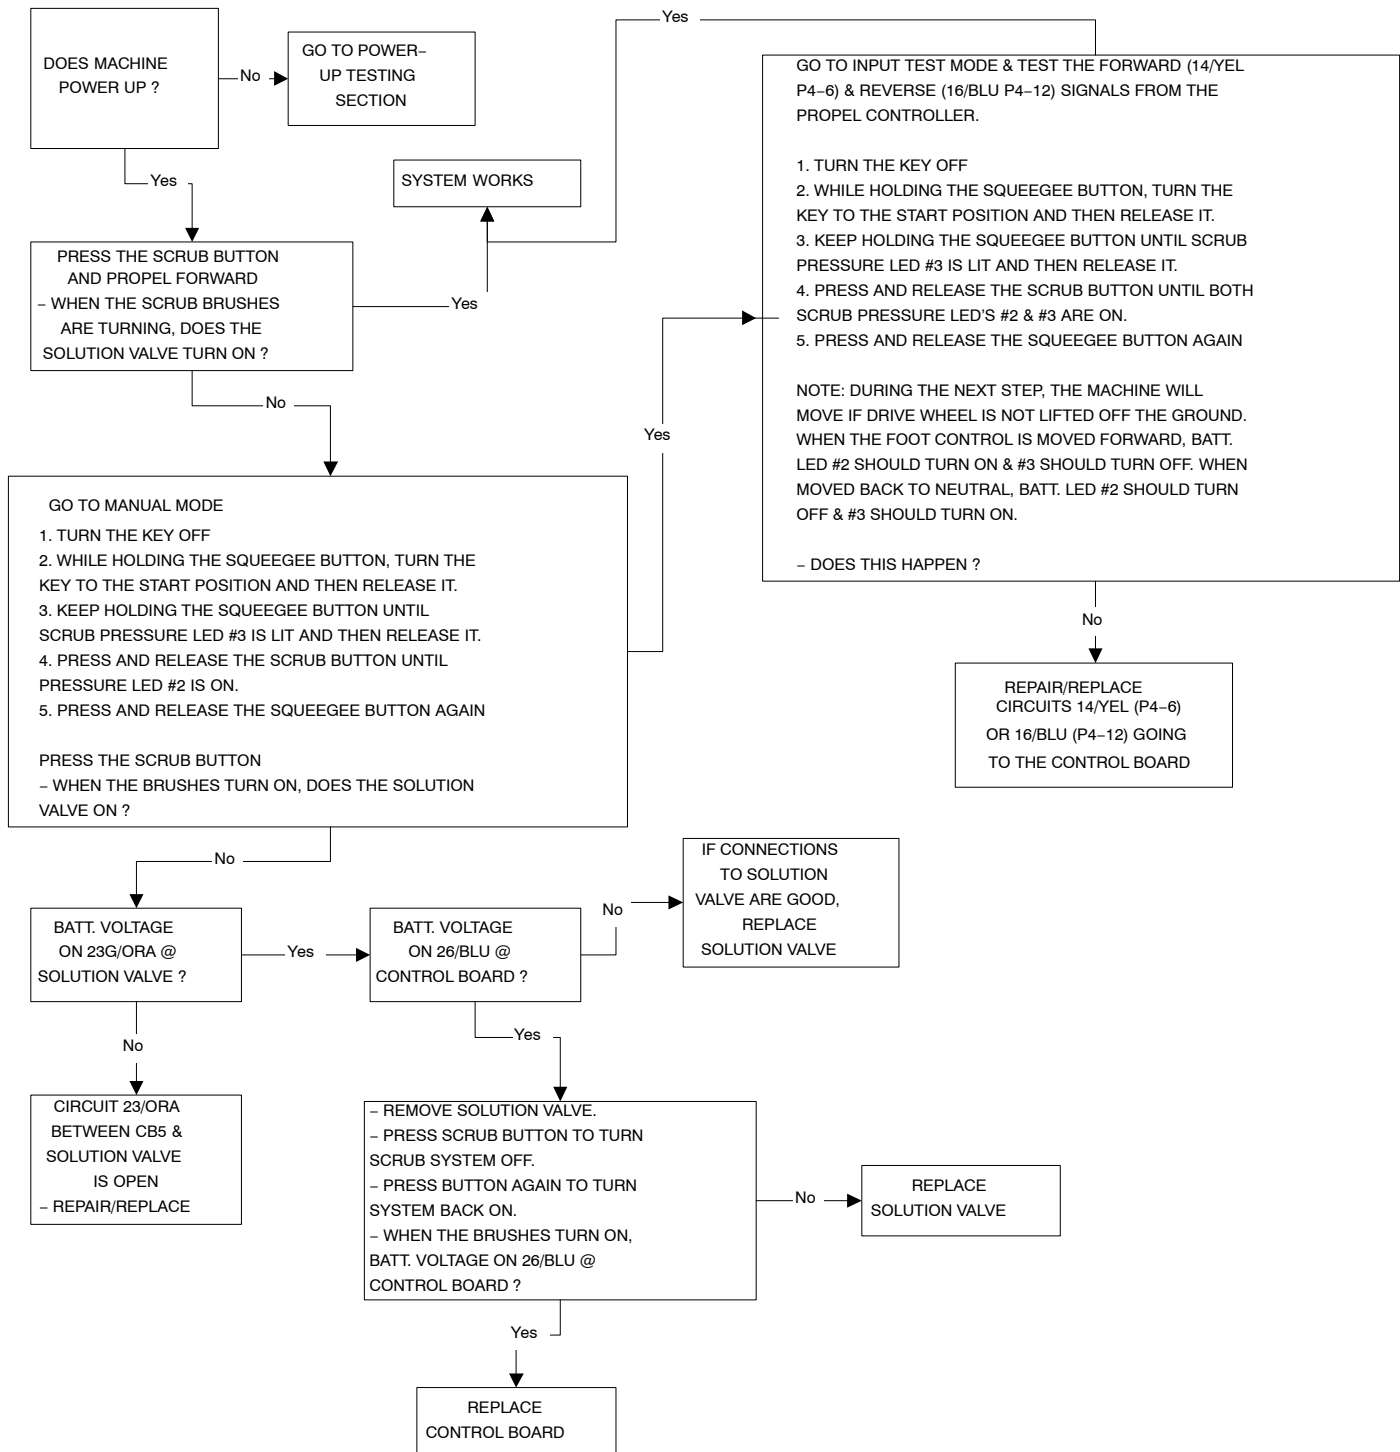 DOES MACHINE
POWER UP ?
No
GO TO POWER–
UP TESTING
SECTION
Yes
Yes
SYSTEM WORKS
PRESS THE SCRUB BUTTON
AND PROPEL FORWARD
– WHEN THE SCRUB BRUSHES
ARE TURNING, DOES THE
SOLUTION VALVE TURN ON ?
Yes
No
GO TO INPUT TEST MODE & TEST THE FORWARD (14/YEL
P4–6) & REVERSE (16/BLU P4–12) SIGNALS FROM THE
PROPEL CONTROLLER.
1. TURN THE KEY OFF
2. WHILE HOLDING THE SQUEEGEE BUTTON, TURN THE
KEY TO THE START POSITION AND THEN RELEASE IT.
3. KEEP HOLDING THE SQUEEGEE BUTTON UNTIL SCRUB
PRESSURE LED #3 IS LIT AND THEN RELEASE IT.
4. PRESS AND RELEASE THE SCRUB BUTTON UNTIL BOTH
SCRUB PRESSURE LED'S #2 & #3 ARE ON.
5. PRESS AND RELEASE THE SQUEEGEE BUTTON AGAIN
NOTE: DURING THE NEXT STEP, THE MACHINE WILL
MOVE IF DRIVE WHEEL IS NOT LIFTED OFF THE GROUND.
WHEN THE FOOT CONTROL IS MOVED FORWARD, BATT.
LED #2 SHOULD TURN ON & #3 SHOULD TURN OFF. WHEN
MOVED BACK TO NEUTRAL, BATT. LED #2 SHOULD TURN
OFF & #3 SHOULD TURN ON.
– DOES THIS HAPPEN ?
Yes
No
REPAIR/REPLACE
CIRCUITS 14/YEL (P4–6)
OR 16/BLU (P4–12) GOING
TO THE CONTROL BOARD
GO TO MANUAL MODE
1. TURN THE KEY OFF
2. WHILE HOLDING THE SQUEEGEE BUTTON, TURN THE
KEY TO THE START POSITION AND THEN RELEASE IT.
3. KEEP HOLDING THE SQUEEGEE BUTTON UNTIL
SCRUB PRESSURE LED #3 IS LIT AND THEN RELEASE IT.
4. PRESS AND RELEASE THE SCRUB BUTTON UNTIL
PRESSURE LED #2 IS ON.
5. PRESS AND RELEASE THE SQUEEGEE BUTTON AGAIN
PRESS THE SCRUB BUTTON
– WHEN THE BRUSHES TURN ON, DOES THE SOLUTION
VALVE ON ?
No
BATT. VOLTAGE
ON 23G/ORA @
SOLUTION VALVE ?
Yes
BATT. VOLTAGE
ON 26/BLU @
CONTROL BOARD ?
No
IF CONNECTIONS
TO SOLUTION
VALVE ARE GOOD,
REPLACE
SOLUTION VALVE
No
CIRCUIT 23/ORA
BETWEEN CB5 &
SOLUTION VALVE
IS OPEN
– REPAIR/REPLACE
Yes
– REMOVE SOLUTION VALVE.
– PRESS SCRUB BUTTON TO TURN
SCRUB SYSTEM OFF.
– PRESS BUTTON AGAIN TO TURN
SYSTEM BACK ON.
– WHEN THE BRUSHES TURN ON,
BATT. VOLTAGE ON 26/BLU @
CONTROL BOARD ?
No
REPLACE
SOLUTION VALVE
Yes
REPLACE
CONTROL BOARD